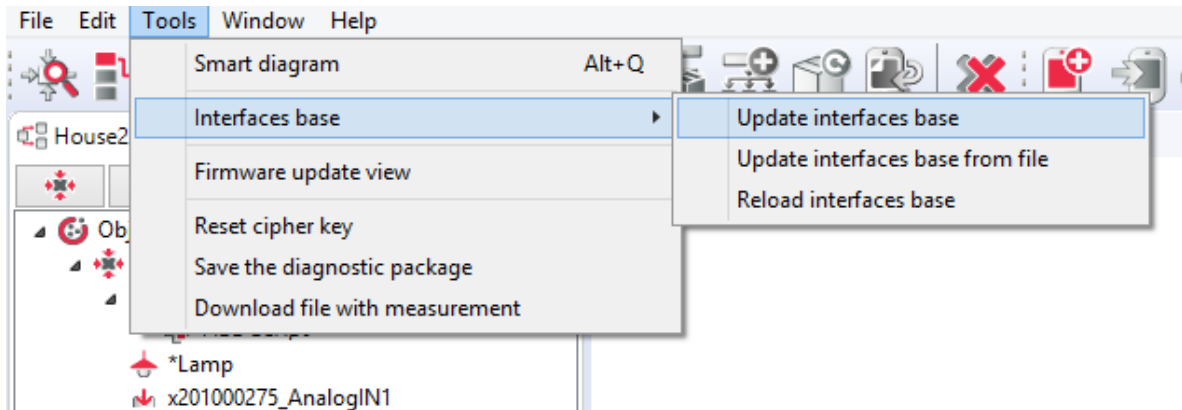 File Edit Tools Window Help
Smart diagram Alt+Q
Interfaces base
Update interfaces base
Update interfaces base from file
Reload interfaces base
House2
Firmware update view
Reset cipher key
Save the diagnostic package
Download file with measurement
Obj
*Lamp
x201000275_AnalogIN1